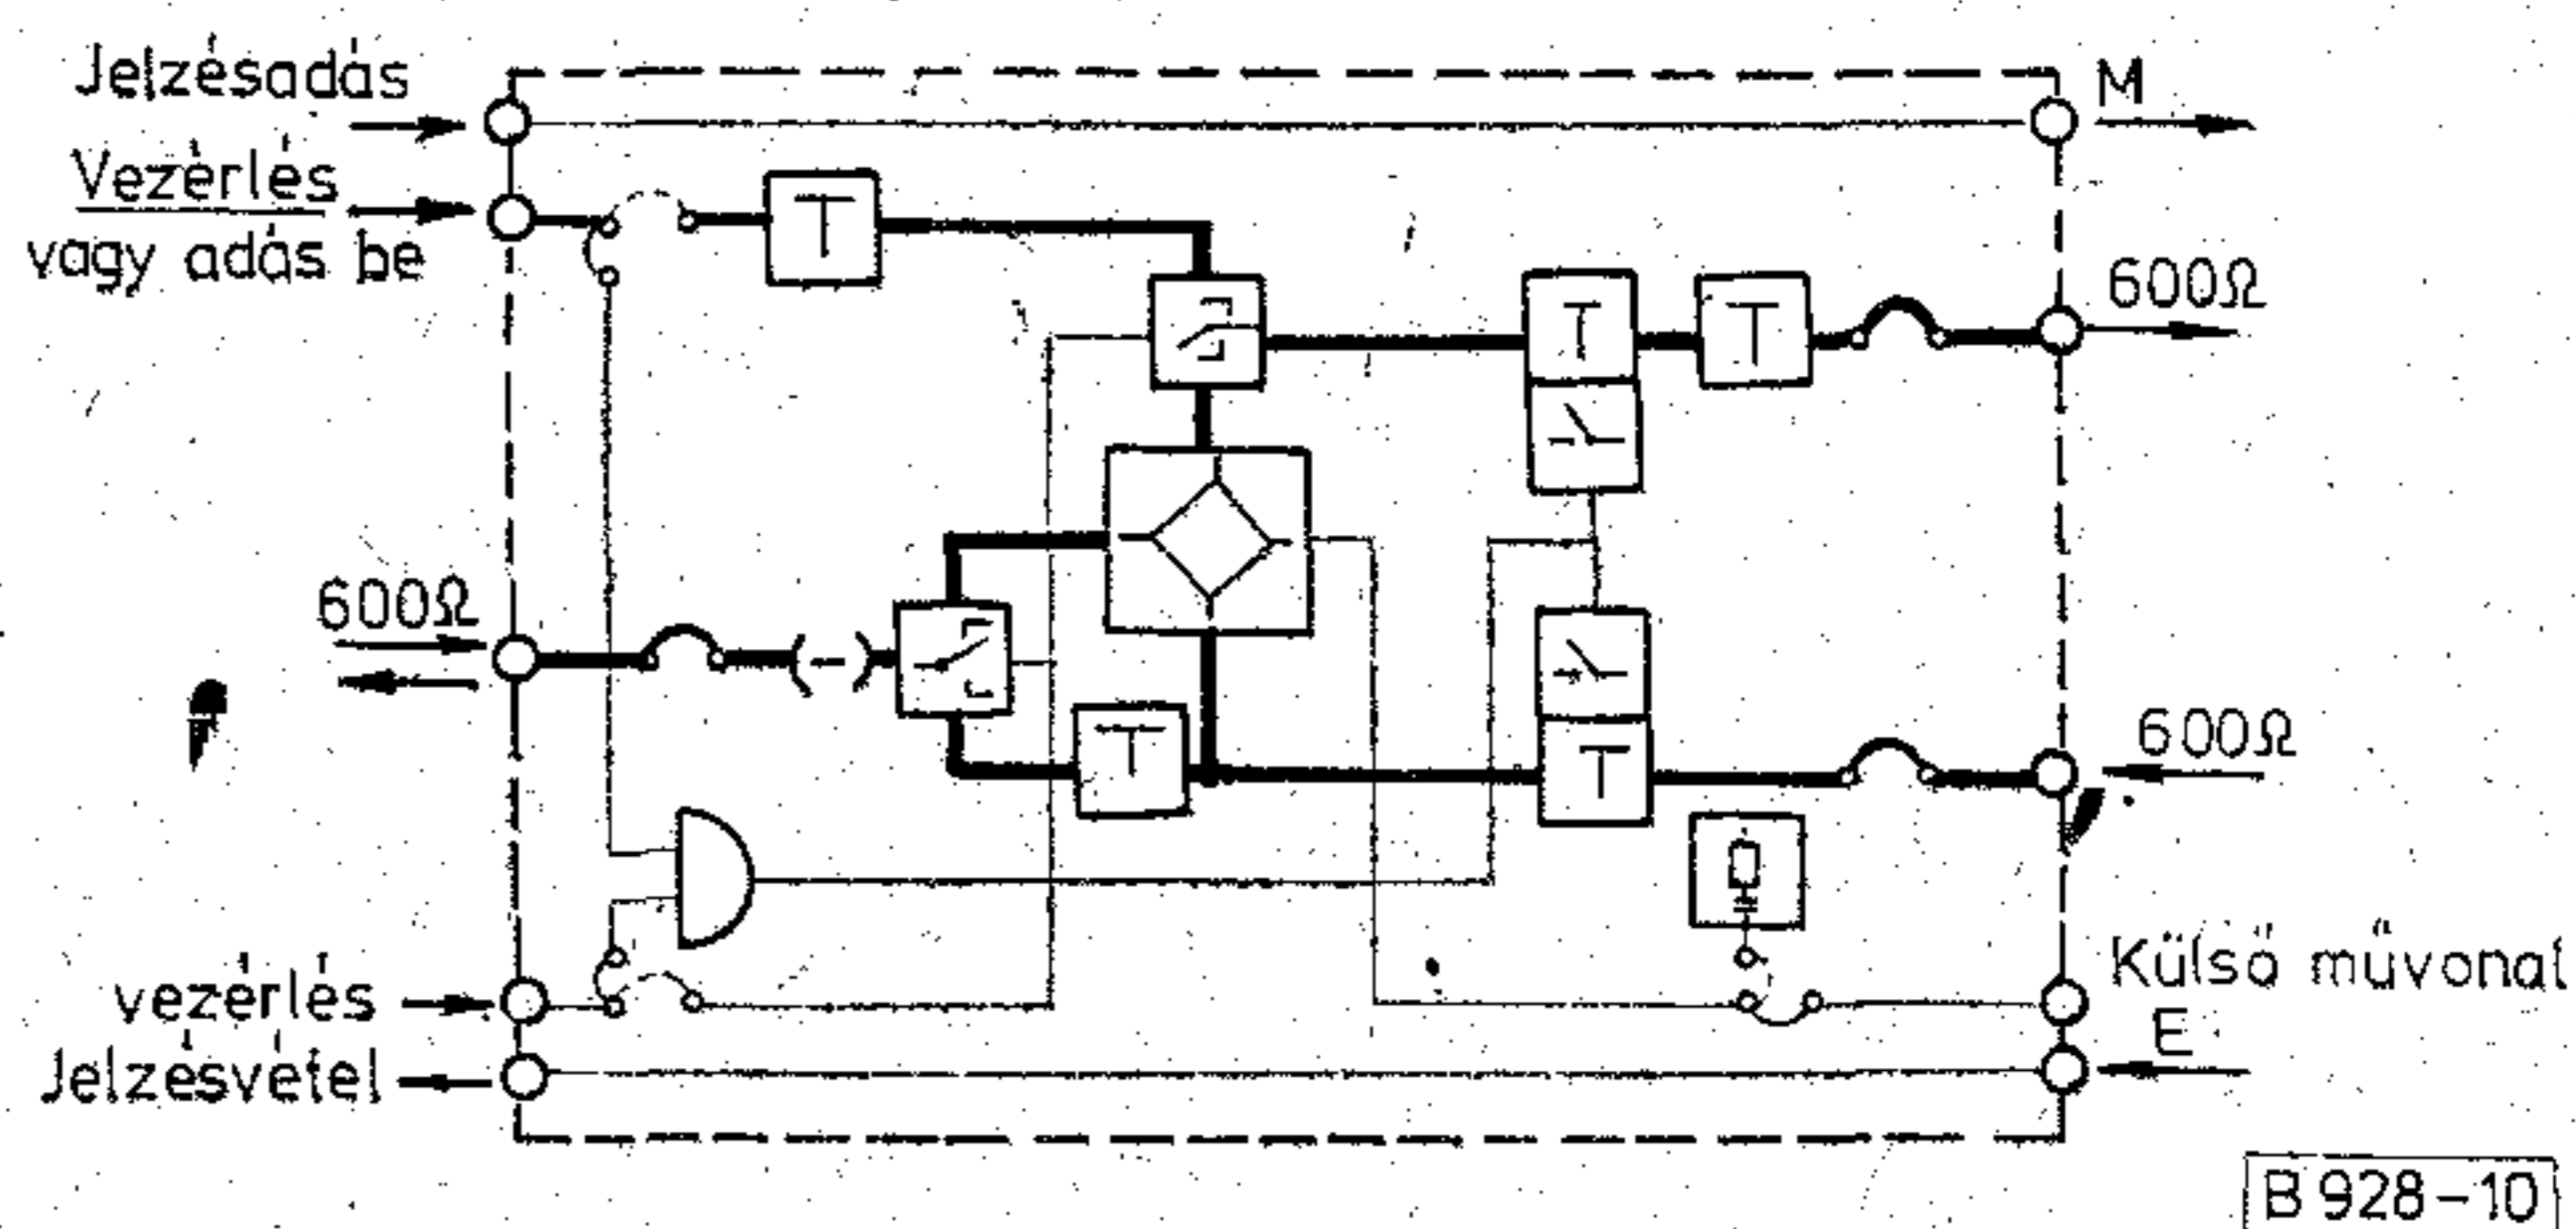 Jelzésadás
Vezérlés
vagy adás be
M
600Ω
T
T
T
600Ω
T
T
600Ω
vezérlés
Jelzésvétel
Külső művonal
E
B 928-10